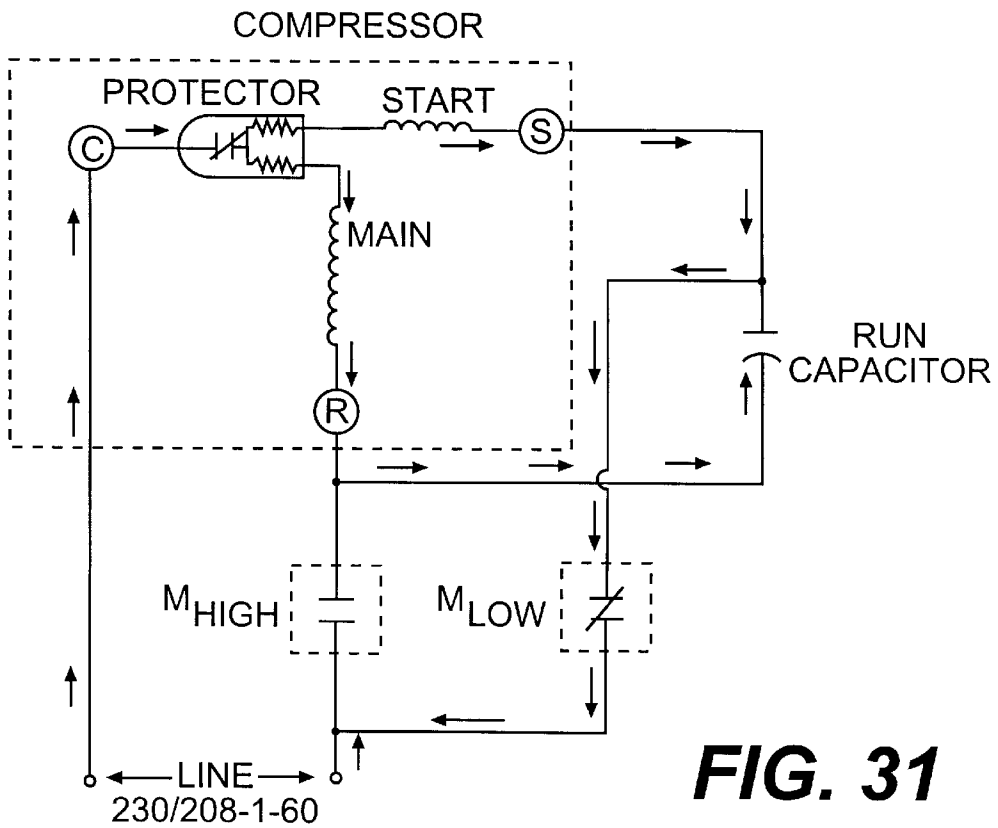 COMPRESSOR
PROTECTOR
START
C
S
MAIN
RUN
CAPACITOR
R
MHIGH
MLOW
LINE
230/208-1-60
FIG. 31